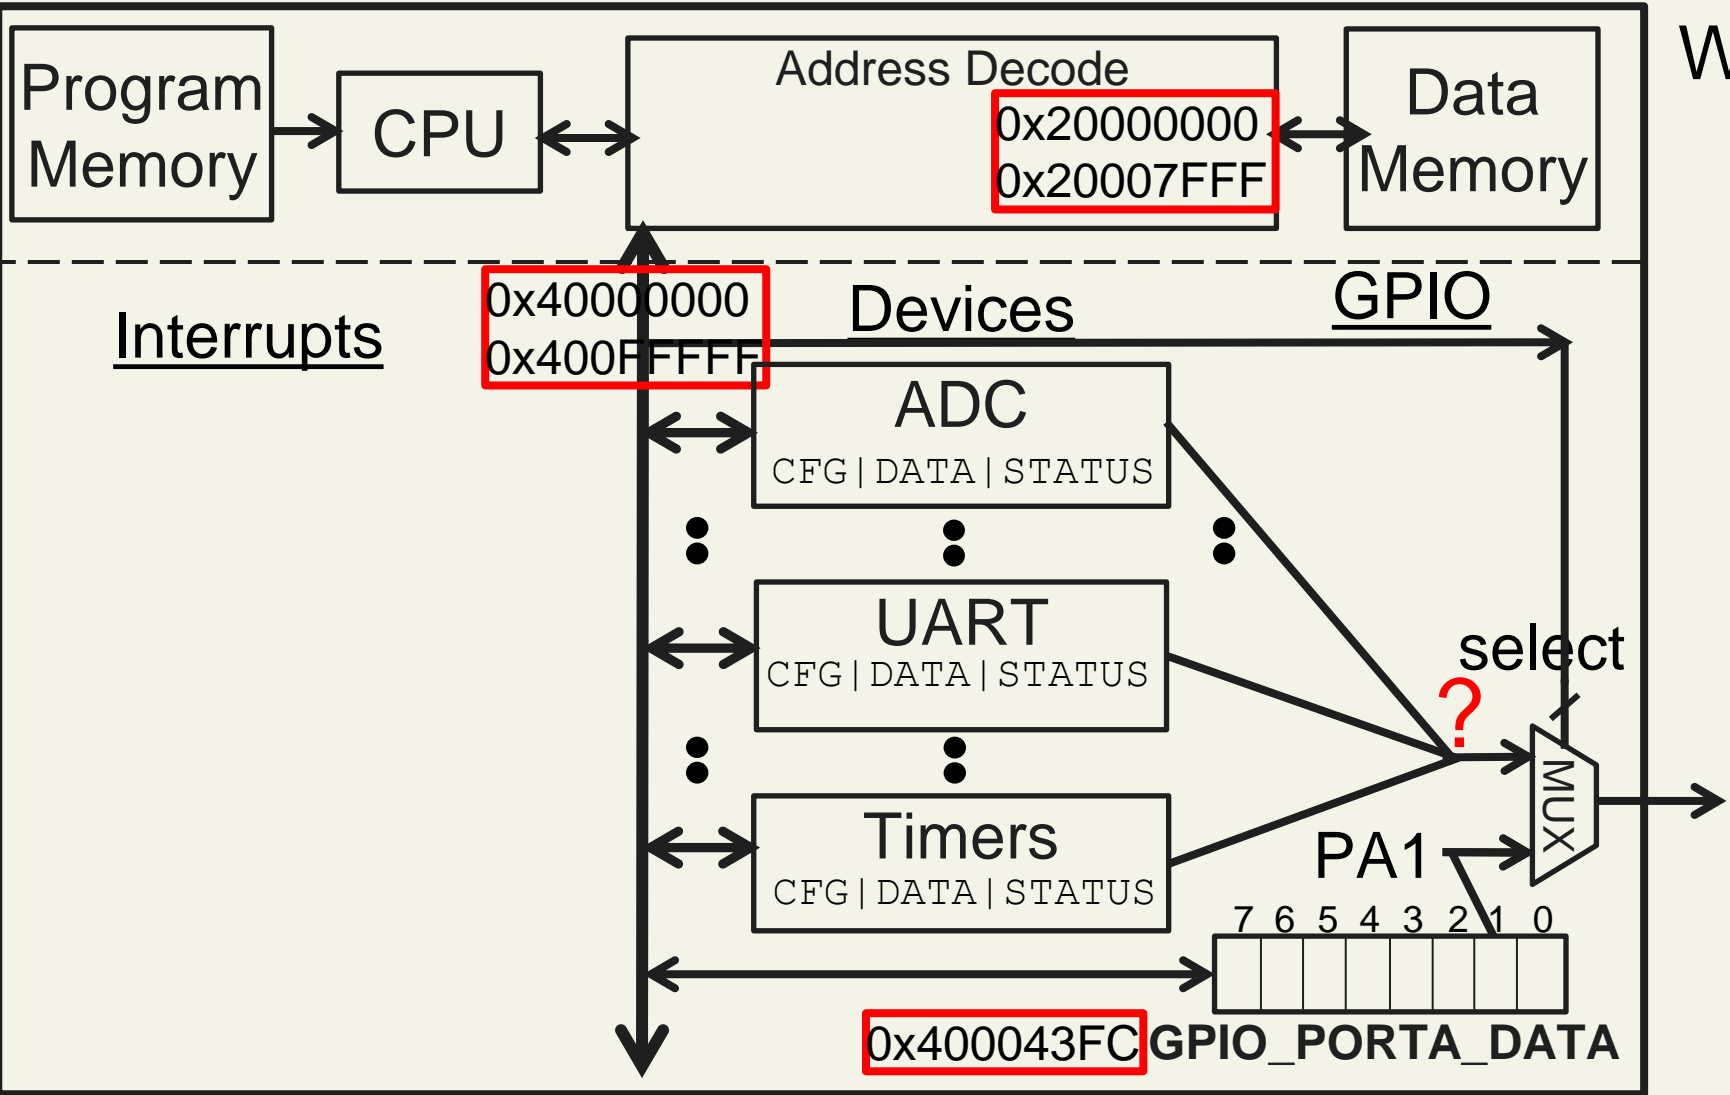 Program
Memory
CPU
Address Decode
0x20000000
0x20007FFF
Data
Memory
W
Interrupts
0x40000000
0x400FFFFF
Devices
GPIO
ADC
CFG|DATA|STATUS
UART
CFG|DATA|STATUS
select
?
MUX
Timers
CFG|DATA|STATUS
PA1
7 6 5 4 3 2 1 0
0x400043FC GPIO_PORTA_DATA